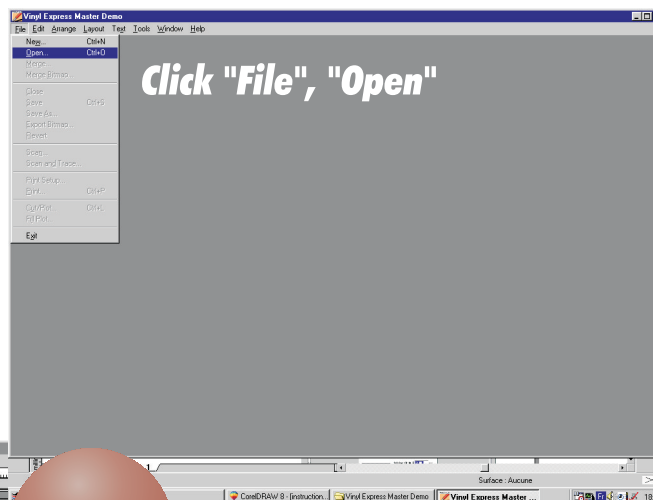 Vinyl Express Master Demo
File Edit Arrange Layout Text Tools Window Help
New... Ctrl+N
Open... Ctrl+O
Merge...
Merge Bitmap...
Close
Save Ctrl+S
Save As...
Export Bitmap...
Revert
Scan...
Scan and Trace...
Print Setup...
Print... Ctrl+P
Cut/Plot... Ctrl+L
Fill Plot...
Exit
Click "File", "Open"
1
Surface : Aucune
CorelDRAW 8 - [instruction... Vinyl Express Master Demo Vinyl Express Master ... 18